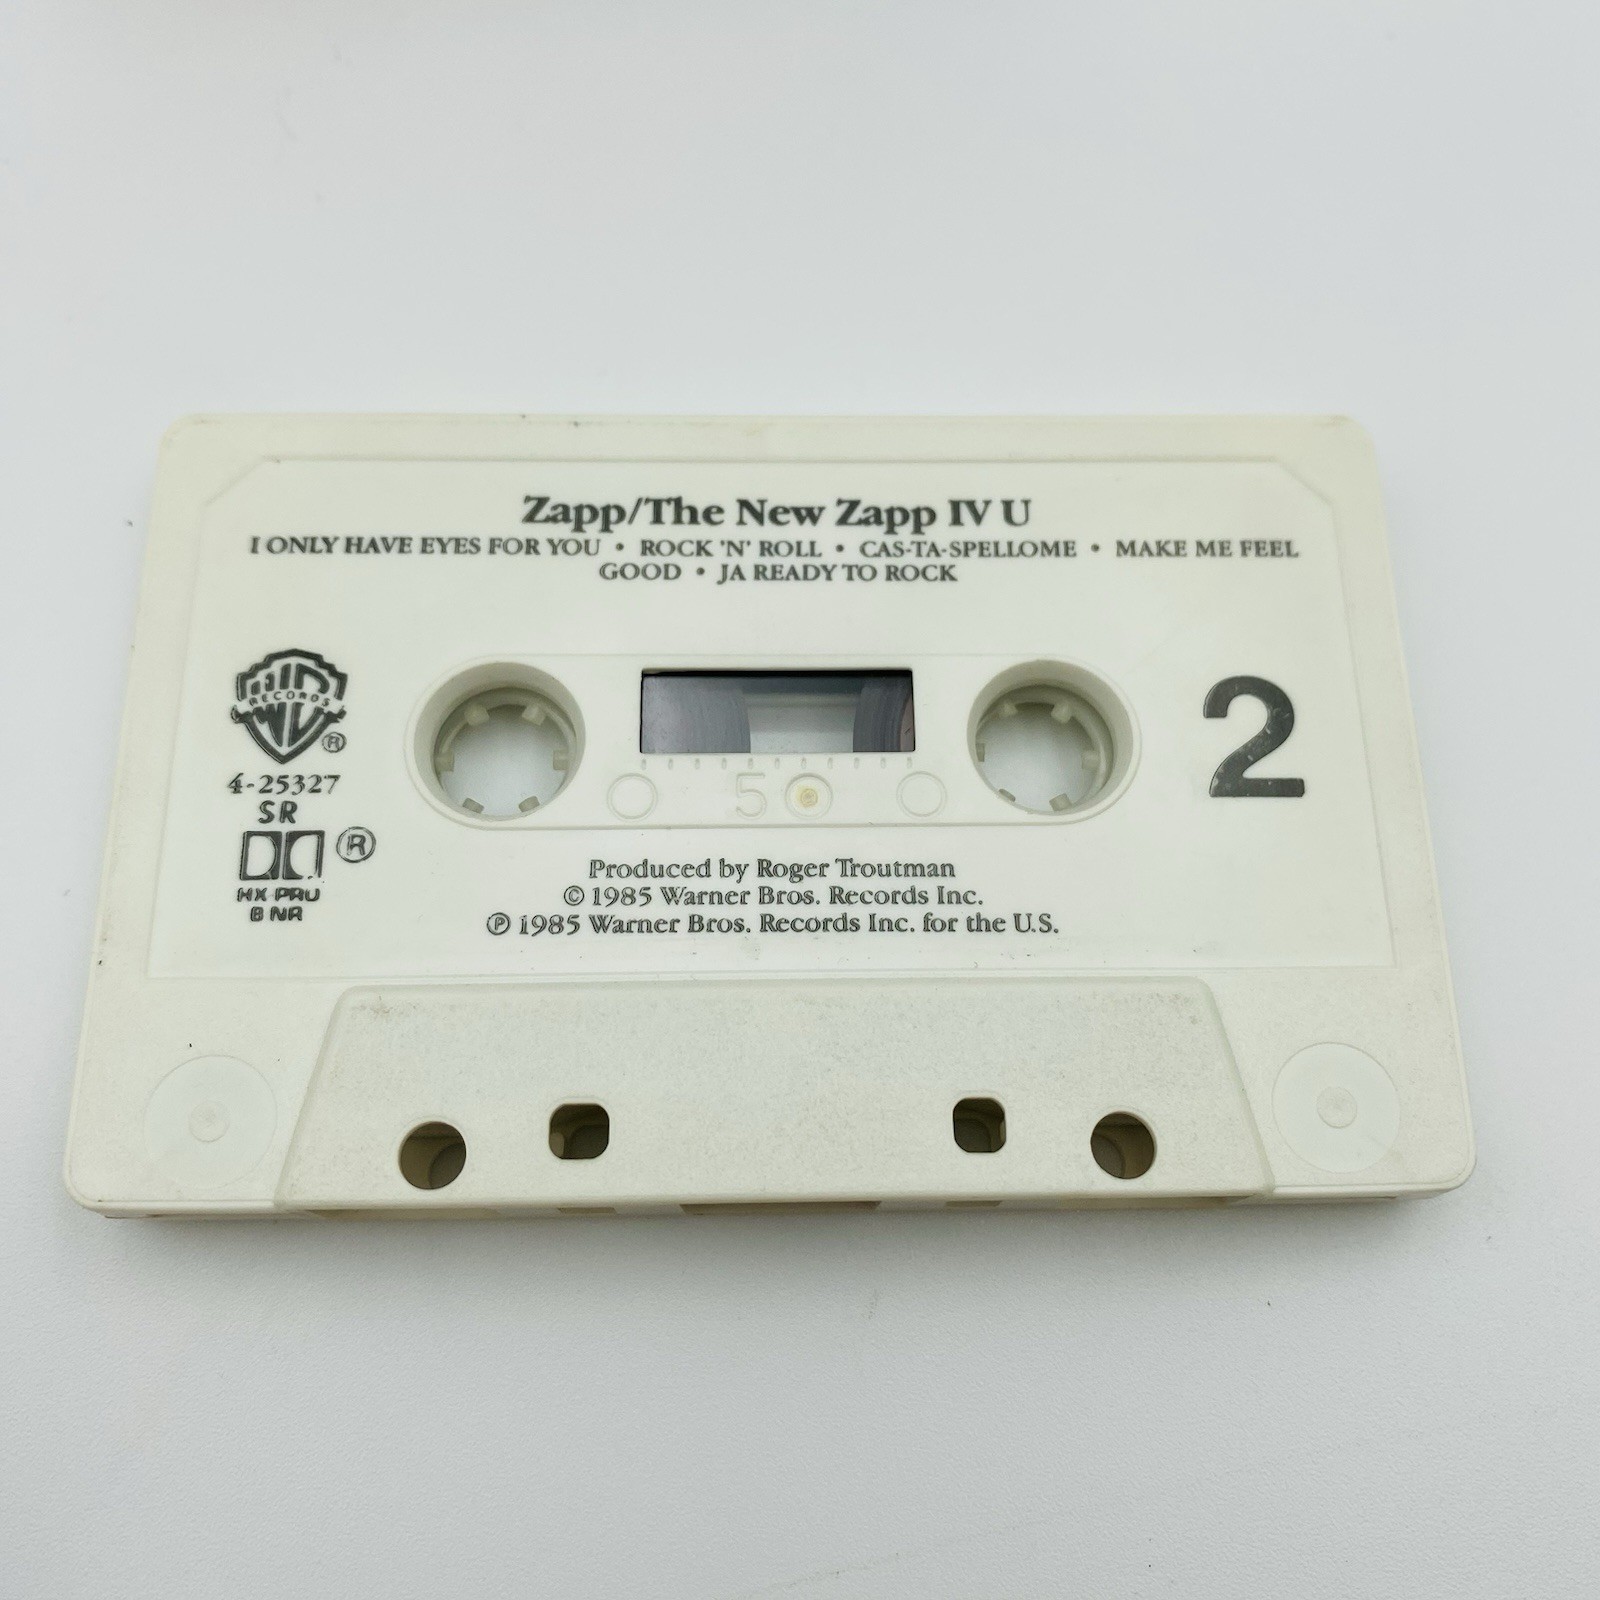 Zapp/The New Zapp IV U
I ONLY HAVE EYES FOR YOU • ROCK 'N' ROLL • CAS-TA-SPELLOME • MAKE ME FEEL
GOOD • JA READY TO ROCK
RECORDS
®
4-25327
SR
®
HX PRO
B NR
5
2
Produced by Roger Troutman
© 1985 Warner Bros. Records Inc.
℗ 1985 Warner Bros. Records Inc. for the U.S.